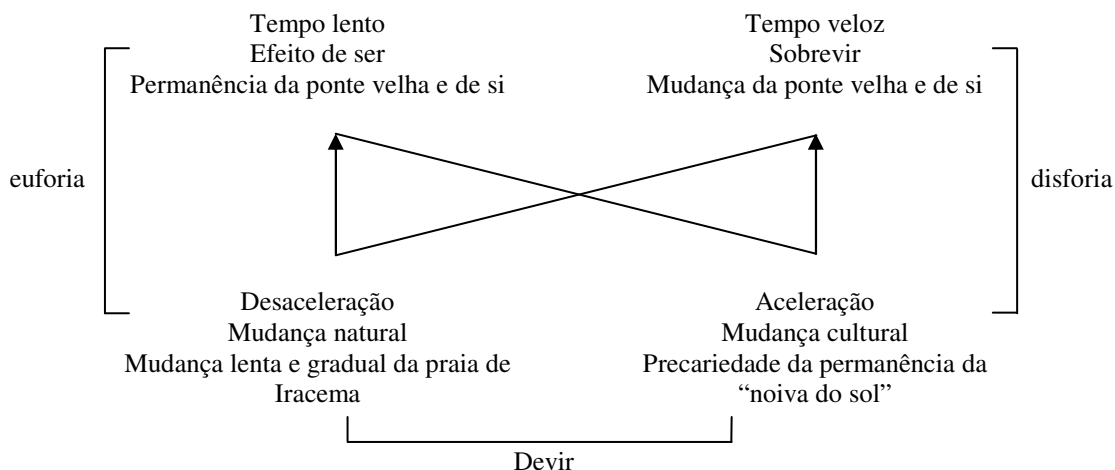 Tempo lento
Efeito de ser
Permanência da ponte velha e de si
Tempo veloz
Sobrevir
Mudança da ponte velha e de si
euforia
disforia
Desaceleração
Mudança natural
Mudança lenta e gradual da praia de
Iracema
Aceleração
Mudança cultural
Precariedade da permanência da
“noiva do sol”
Devir